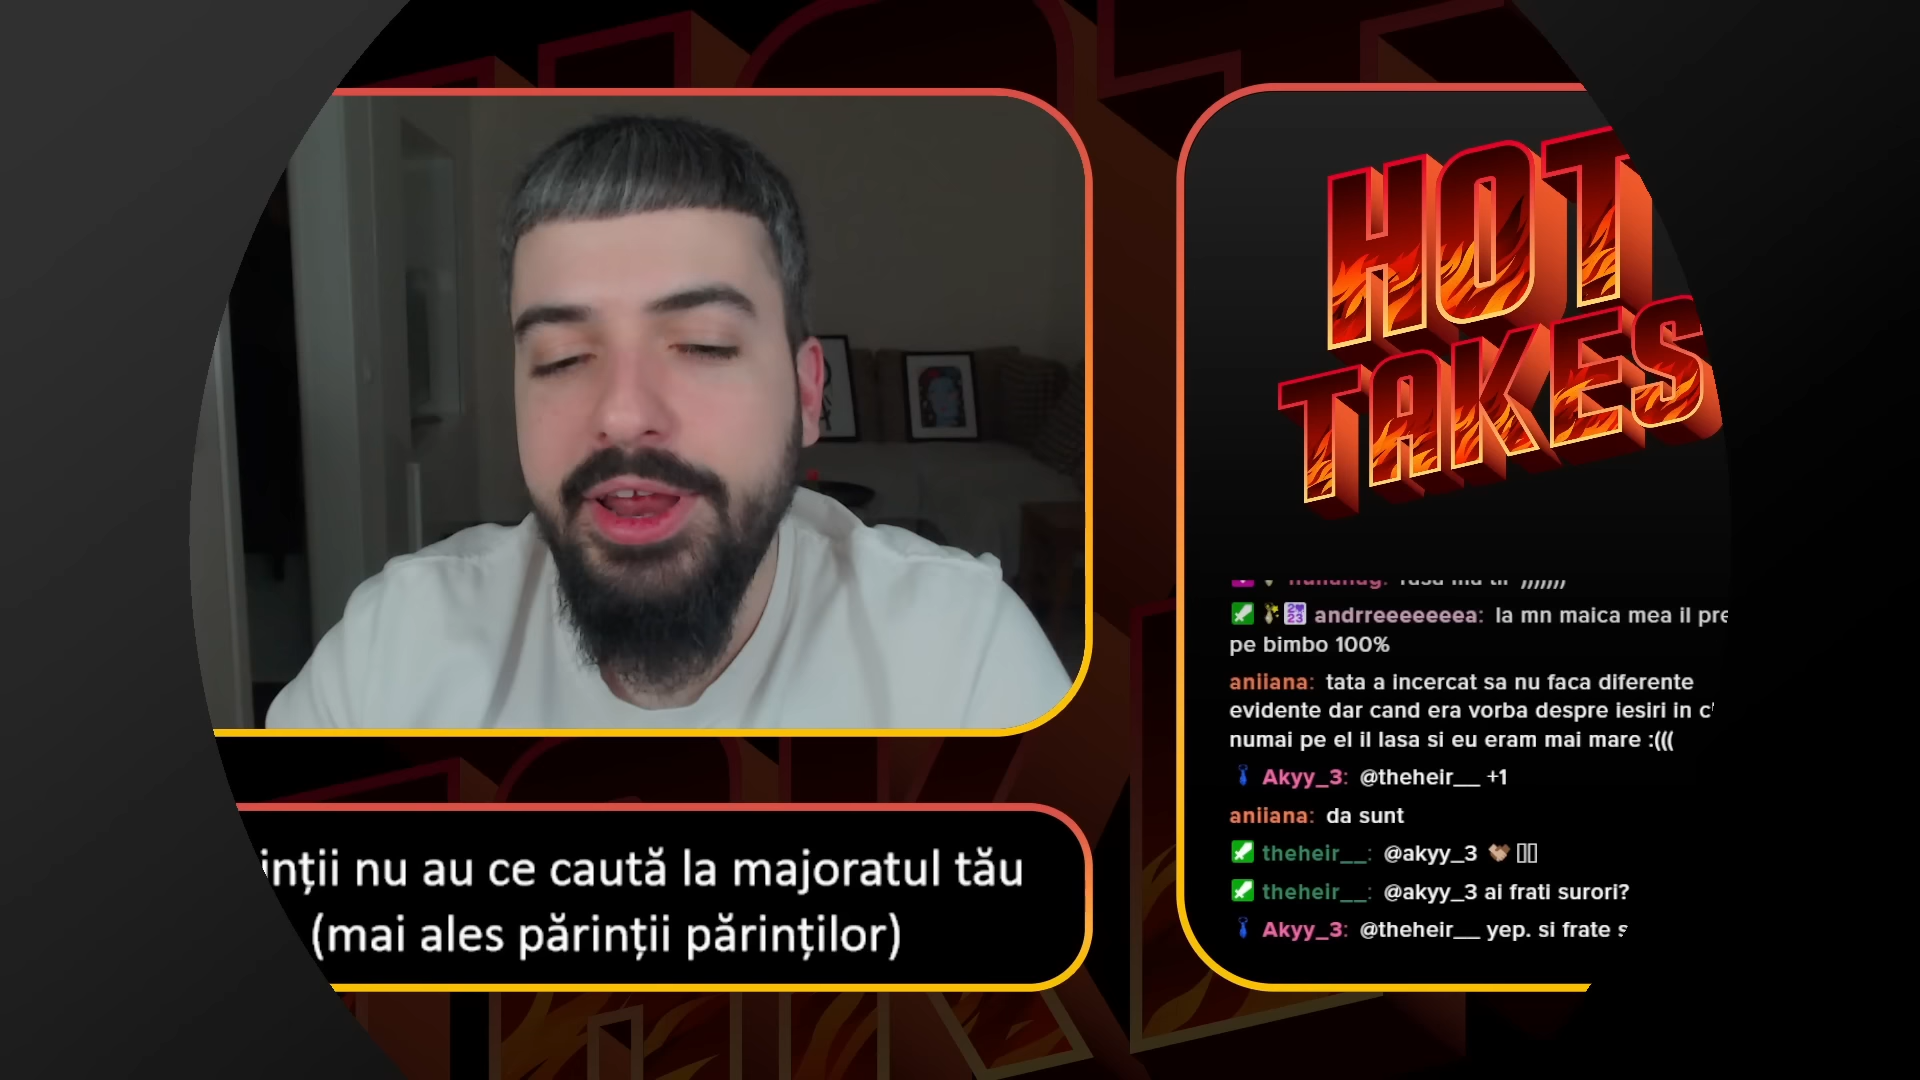 HOT
TAKES
andrreeeeeeea: la mn maica mea il pre
pe bimbo 100%
aniiana: tata a incercat sa nu faca diferente
evidente dar cand era vorba despre iesiri in c
numai pe el il lasa si eu eram mai mare :(((
Akyy_3: @theheir__ +1
aniiana: da sunt
theheir__: @akyy_3
theheir__: @akyy_3 ai frati surori?
Akyy_3: @theheir__ yep. si frate s
inții nu au ce caută la majoratul tău
(mai ales părinții părinților)